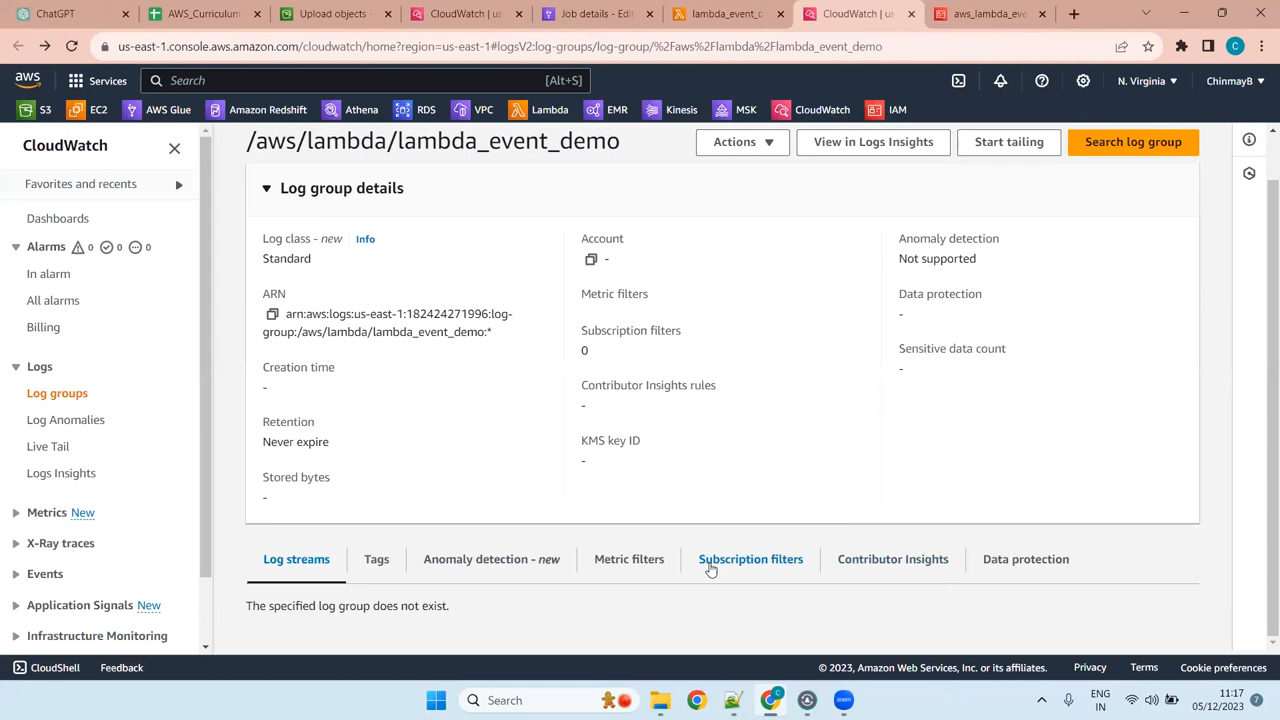 ChatGPT
AWS_Curriculum
Upload objects -
CloudWatch | us
Job details - Edit
lambda_event_d
CloudWatch | us
aws_lambda_eve
us-east-1.console.aws.amazon.com/cloudwatch/home?region=us-east-1#logsV2:log-groups/log-group/%2Faws%2Flambda%2Flambda_event_demo
aws
Services
Search
[Alt+S]
N. Virginia
ChinmayB
S3
EC2
AWS Glue
Amazon Redshift
Athena
RDS
VPC
Lambda
EMR
Kinesis
MSK
CloudWatch
IAM
CloudWatch
Favorites and recents
Dashboards
Alarms 0 0 0
In alarm
All alarms
Billing
Logs
Log groups
Log Anomalies
Live Tail
Logs Insights
Metrics New
X-Ray traces
Events
Application Signals New
Infrastructure Monitoring
/aws/lambda/lambda_event_demo
Actions
View in Logs Insights
Start tailing
Search log group
Log group details
Log class - new Info
Standard
ARN
arn:aws:logs:us-east-1:182424271996:log-
group:/aws/lambda/lambda_event_demo:*
Creation time
-
Retention
Never expire
Stored bytes
-
Account
-
Metric filters
Subscription filters
0
Contributor Insights rules
-
KMS key ID
-
Anomaly detection
Not supported
Data protection
-
Sensitive data count
-
Log streams
Tags
Anomaly detection - new
Metric filters
Subscription filters
Contributor Insights
Data protection
The specified log group does not exist.
CloudShell
Feedback
© 2023, Amazon Web Services, Inc. or its affiliates.
Privacy
Terms
Cookie preferences
Search
zoom
ENG
IN
11:17
05/12/2023
7
C